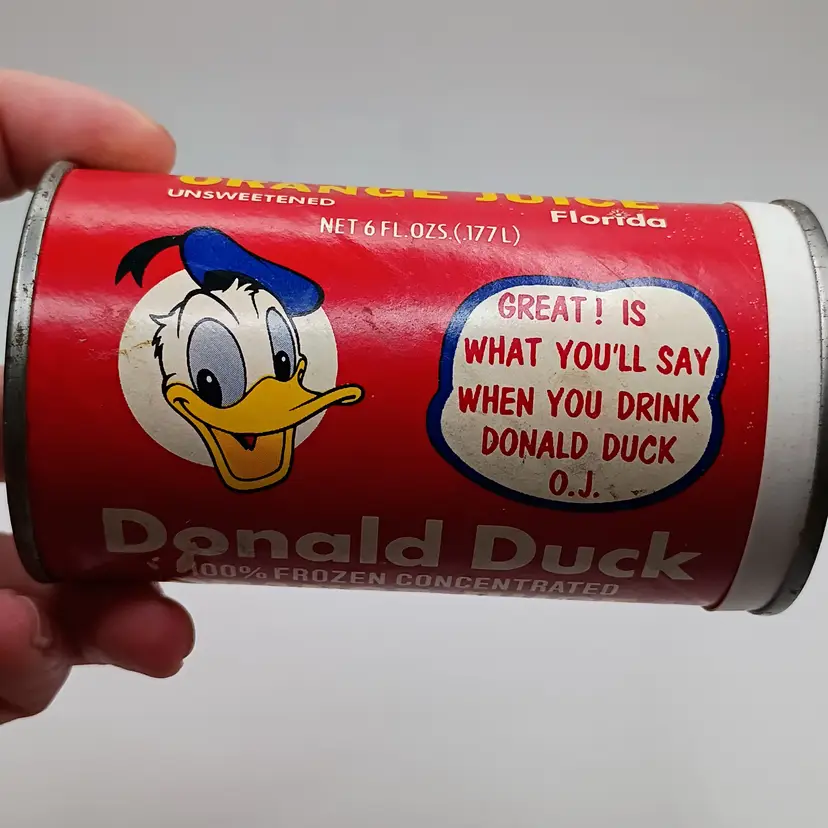 ORANGE JUICE
UNSWEETENED
Florida
NET 6 FL.OZS.(.177L)
GREAT! IS
WHAT YOU'LL SAY
WHEN YOU DRINK
DONALD DUCK
O.J.
Donald Duck
100% FROZEN CONCENTRATED